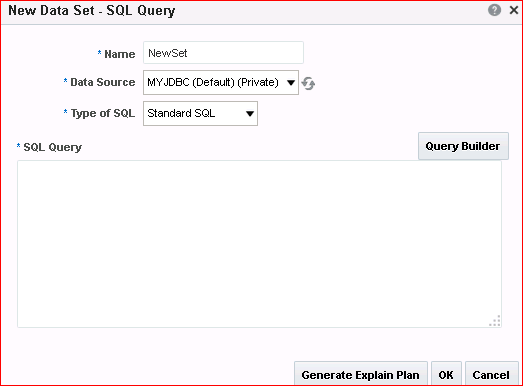 New Data Set - SQL Query
* Name NewSet
* Data Source MYJDBC (Default) (Private)
* Type of SQL Standard SQL
* SQL Query Query Builder
Generate Explain Plan OK Cancel